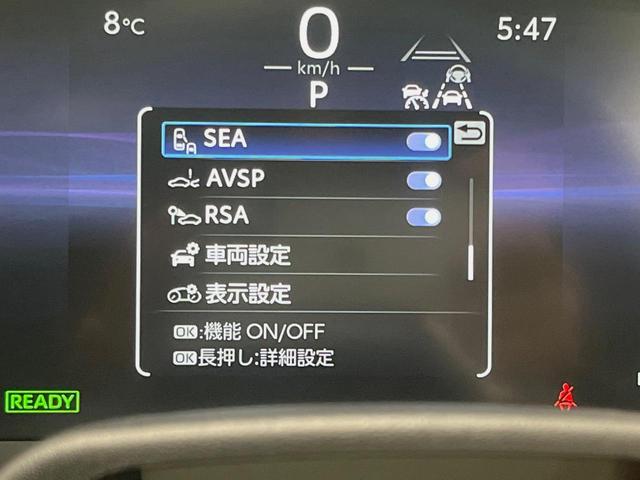 8℃
0
5:47
km/h
P
SEA
AVSP
RSA
車両設定
表示設定
OK:機能 ON/OFF
OK長押し:詳細設定
READY